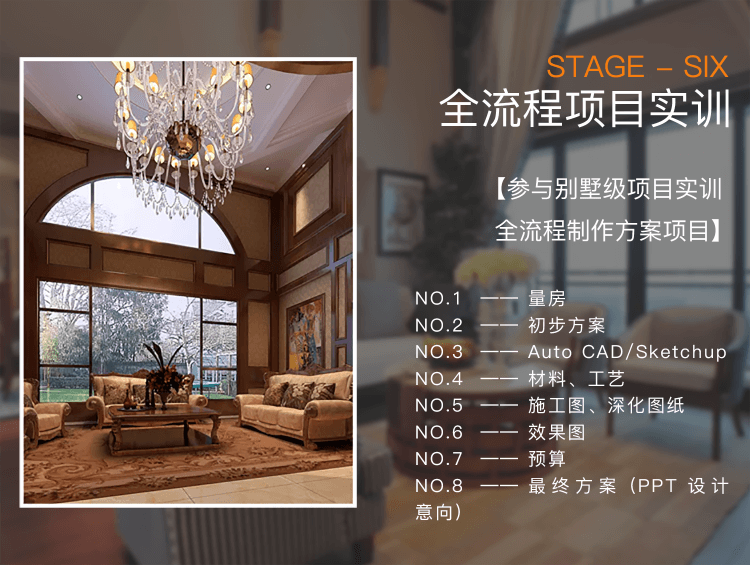 STAGE – SIX
全流程项目实训
【参与别墅级项目实训
全流程制作方案项目】
NO.1 —— 量房
NO.2 —— 初步方案
NO.3 —— Auto CAD/Sketchup
NO.4 —— 材料、工艺
NO.5 —— 施工图、深化图纸
NO.6 —— 效果图
NO.7 —— 预算
NO.8 —— 最终方案 (PPT 设计
意向)